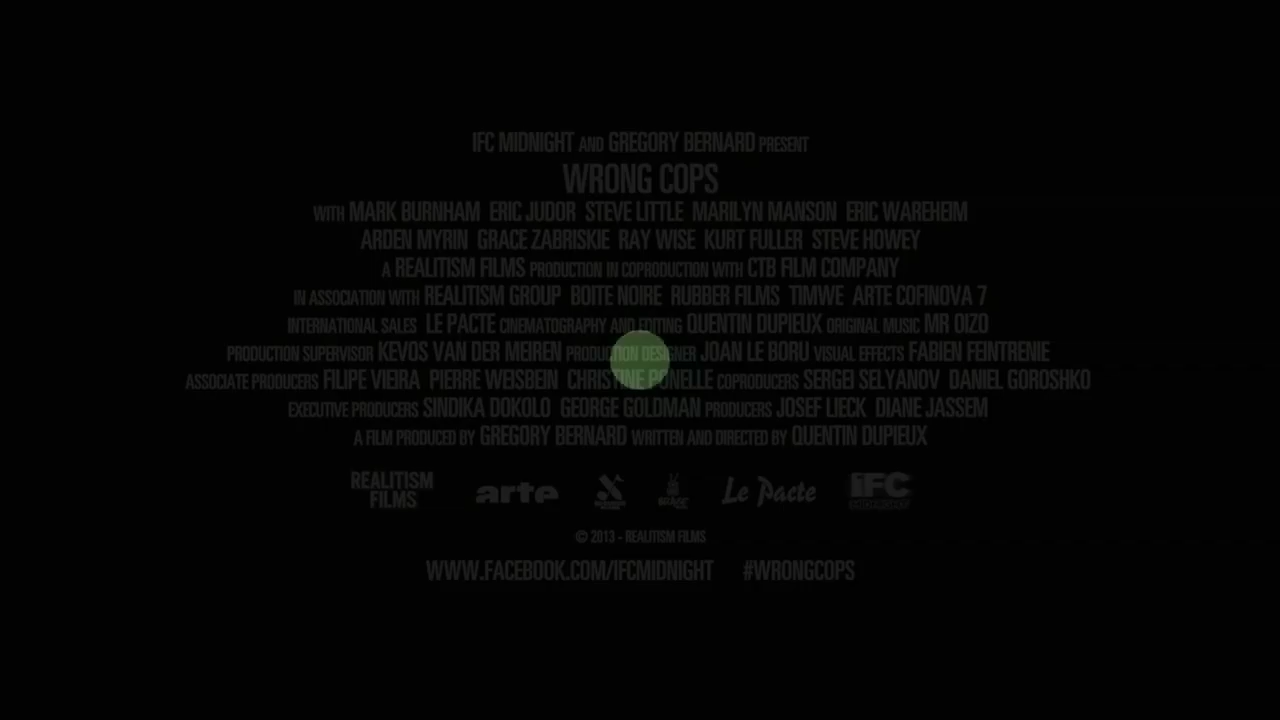 IFC MIDNIGHT AND GREGORY BERNARD PRESENT
WRONG COPS
WITH MARK BURNHAM ERIC JUDOR STEVE LITTLE MARILYN MANSON ERIC WAREHEIM
ARDEN MYRIN GRACE ZABRISKIE RAY WISE KURT FULLER STEVE HOWEY
A REALITISM FILMS PRODUCTION IN COPRODUCTION WITH CTB FILM COMPANY
IN ASSOCIATION WITH REALITISM GROUP BOITE NOIRE RUBBER FILMS TIMWE ARTE COFINOVA 7
INTERNATIONAL SALES LE PACTE CINEMATOGRAPHY AND EDITING QUENTIN DUPIEUX ORIGINAL MUSIC MR OIZO
PRODUCTION SUPERVISOR KEVOS VAN DER MEIREN PRODUCTION DESIGNER JOAN LE BORU VISUAL EFFECTS FABIEN FEINTRENIE
ASSOCIATE PRODUCERS FILIPE VIEIRA PIERRE WEISBEIN CHRISTINE PONELLE COPRODUCERS SERGEI SELYANOV DANIEL GOROSHKO
EXECUTIVE PRODUCERS SINDIKA DOKOLO GEORGE GOLDMAN PRODUCERS JOSEF LIECK DIANE JASSEM
A FILM PRODUCED BY GREGORY BERNARD WRITTEN AND DIRECTED BY QUENTIN DUPIEUX
REALITISM FILMS arte Le Pacte IFC
© 2013 - REALITISM FILMS
WWW.FACEBOOK.COM/IFCMIDNIGHT #WRONGCOPS